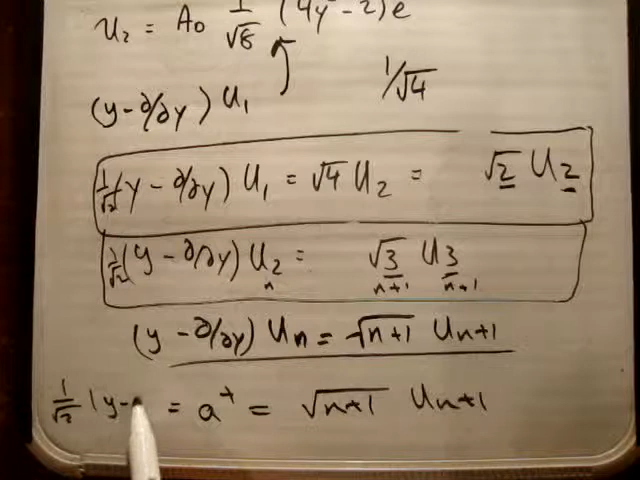 u₂ = A₀ 1/√8 (4y² - 2) e
(y - ∂/∂y) u₁ 1/√4
1/√2 (y - ∂/∂y) u₁ = √4 u₂ = √2 u₂
1/√2 (y - ∂/∂y) u₂ = √3 u₃
n n+1 n+1
(y - ∂/∂y) uₙ = √n+1 uₙ₊₁
1/√2 (y - = a⁺ = √n+1 uₙ₊₁